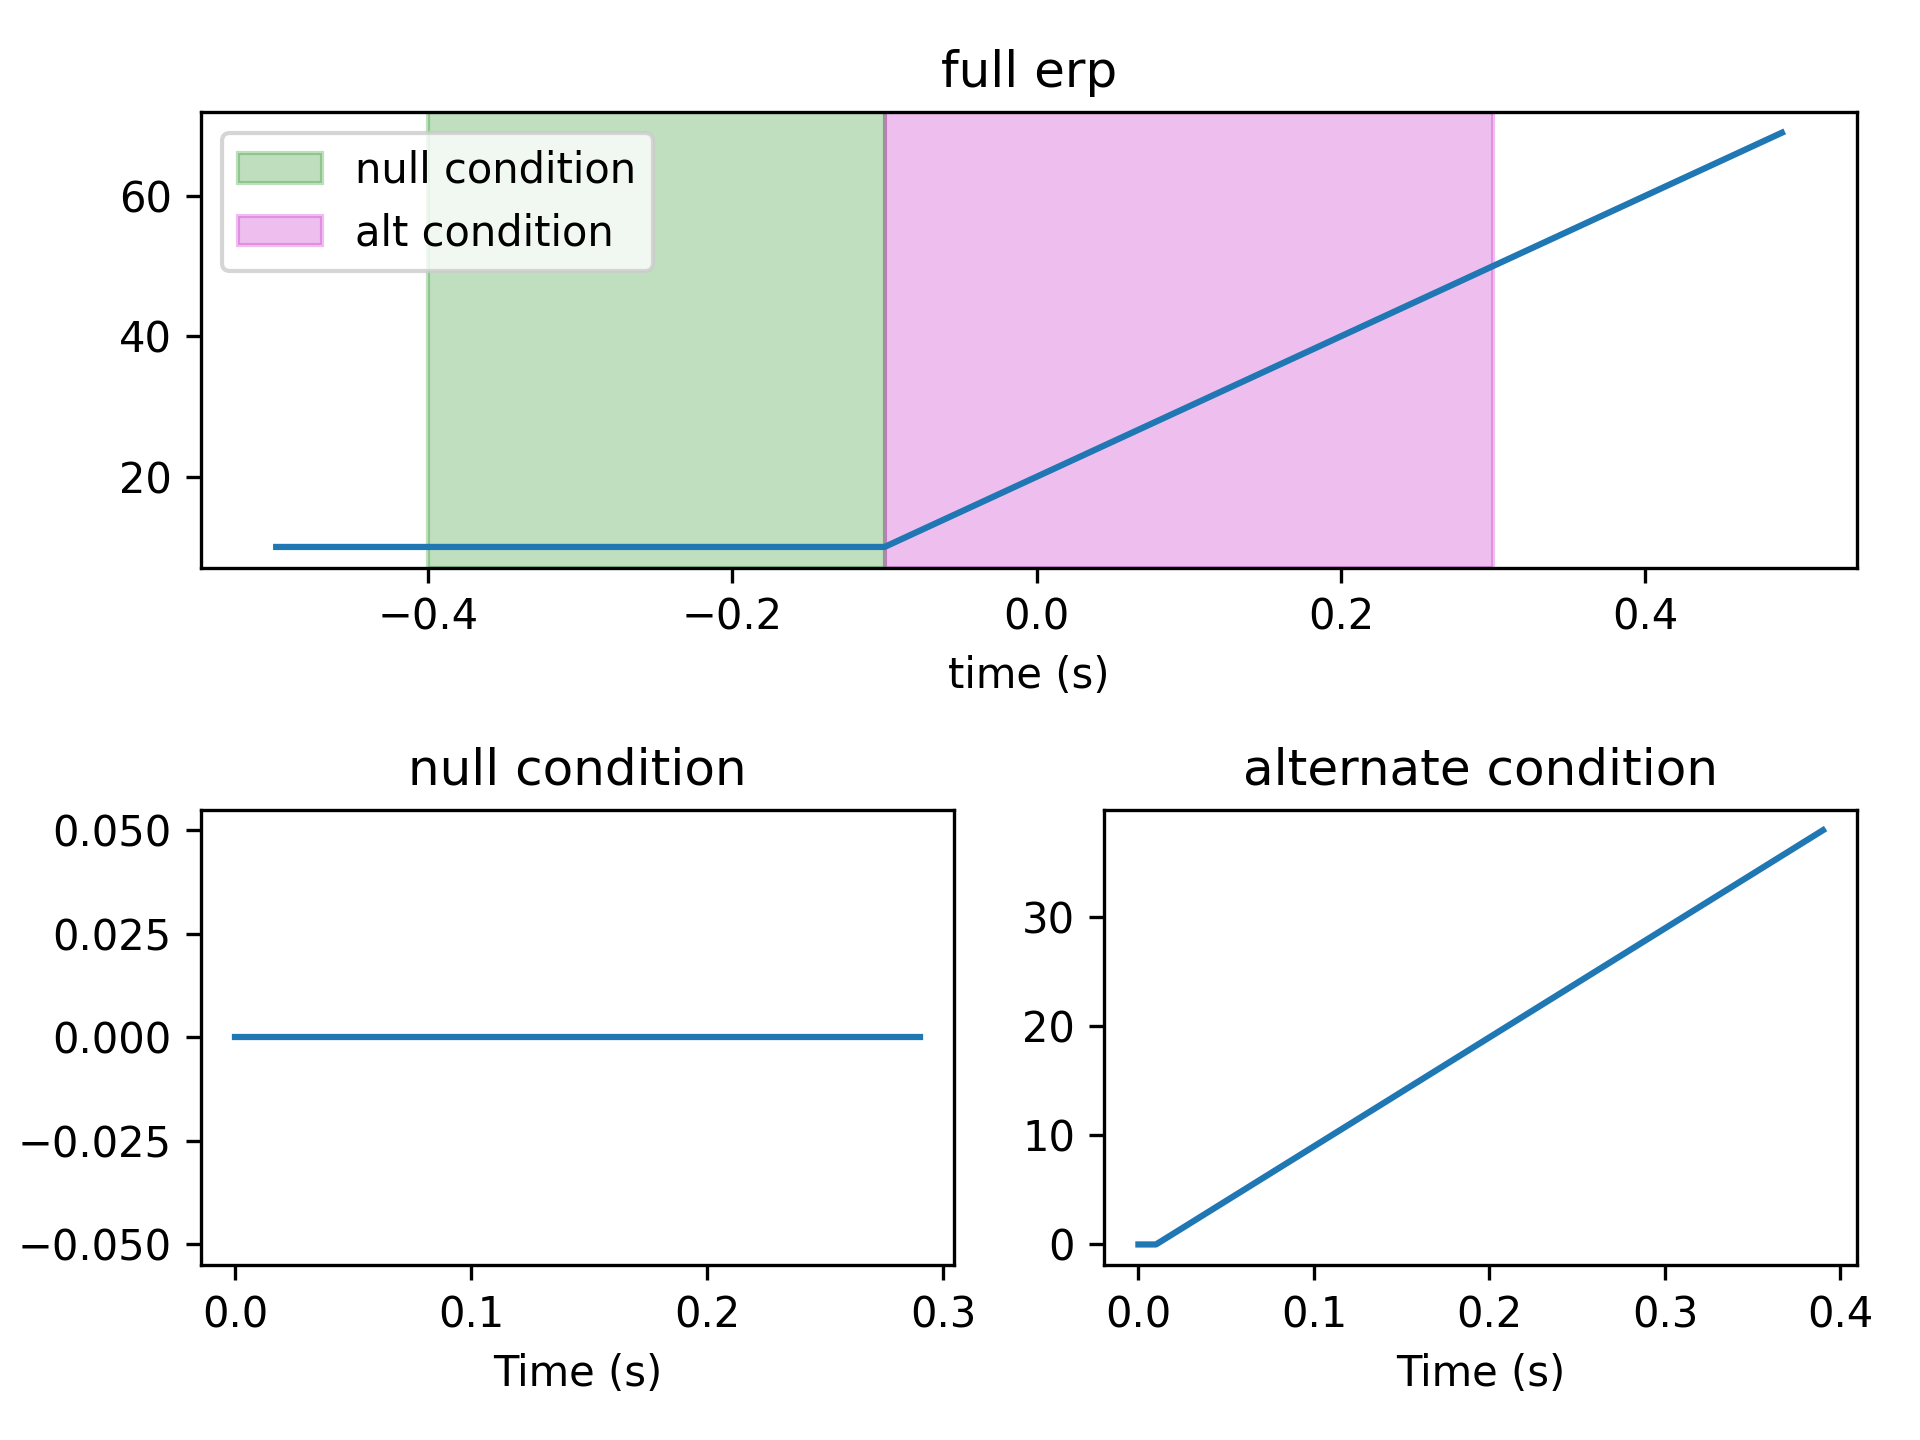 full erp
null condition
alt condition
60
40
20
−0.4 −0.2 0.0 0.2 0.4
time (s)
null condition
0.050
0.025
0.000
−0.025
−0.050
0.0 0.1 0.2 0.3
Time (s)
alternate condition
30
20
10
0
0.0 0.1 0.2 0.3 0.4
Time (s)